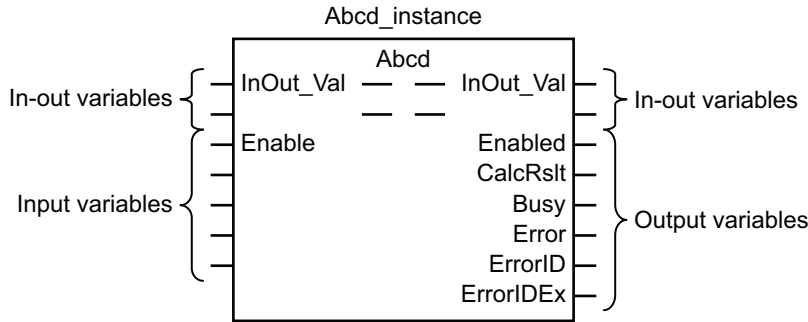 Abcd_instance
Abcd
In-out variables
InOut_Val
InOut_Val
In-out variables
Enable
Enabled
CalcRslt
Input variables
Busy
Output variables
Error
ErrorID
ErrorIDEx